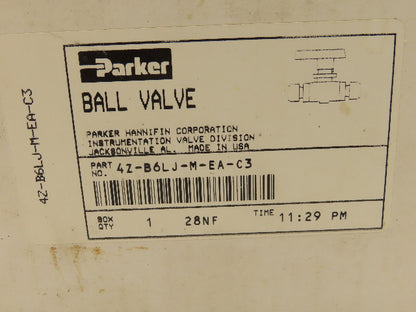 Parker
BALL VALVE
PARKER HANNIFIN CORPORATION
INSTRUMENTATION VALVE DIVISION
JACKSONVILLE AL. MADE IN USA
PART NO. 4Z-B6LJ-M-EA-C3
BOX QTY 1 28NF TIME 11:29 PM
4Z-B6LJ-M-EA-C3